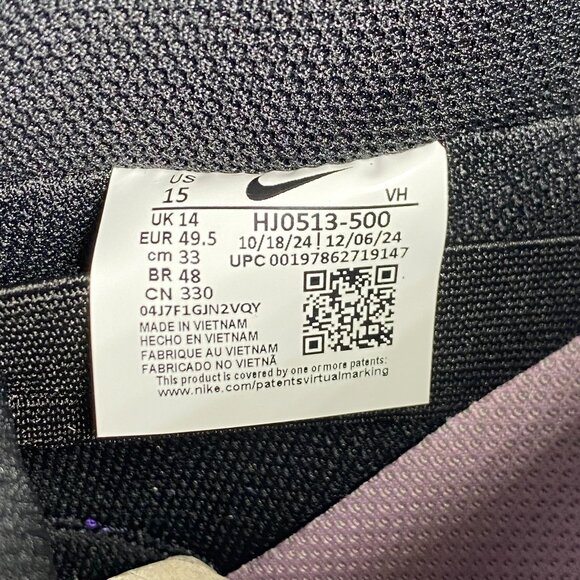 US
15
VH
UK 14
HJ0513-500
EUR 49.5
10/18/24 | 12/06/24
cm 33
UPC 00197862719147
BR 48
CN 330
04J7F1GJN2VQY
MADE IN VIETNAM
HECHO EN VIETNAM
FABRIQUE AU VIETNAM
FABRICADO NO VIETNÃ
This product is covered by one or more patents:
www.nike.com/patentsvirtualmarking